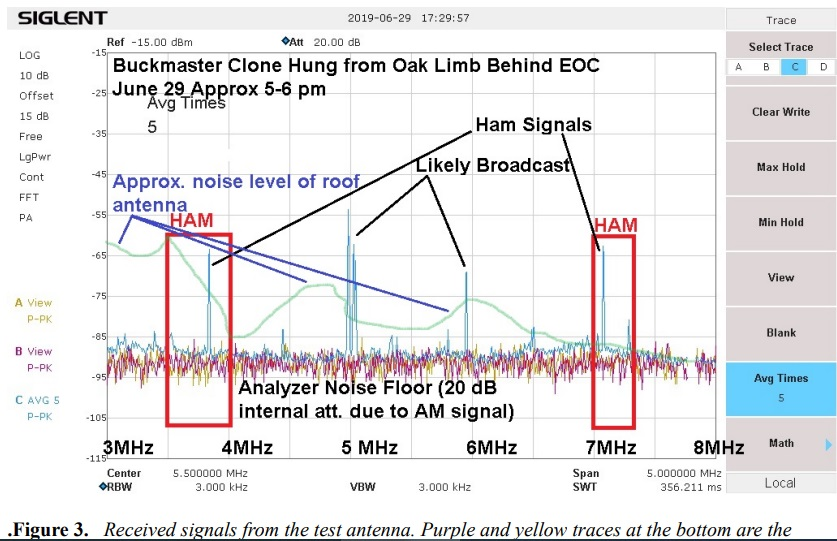 SIGLENT
2019-06-29 17:29:57
Trace
LOG
10 dB
Offset
15 dB
Free
LgPwr
Cont
FFT
PA
A View
P-PK
B View
P-PK
C AVG 5
P-PK
Ref -15.00 dBm
Att 20.00 dB
-15
-25
-35
-45
-55
-65
-75
-85
-95
-105
-115
Buckmaster Clone Hung from Oak Limb Behind EOC
June 29 Approx 5-6 pm
Avg Times
5
Ham Signals
Likely Broadcast
Approx. noise level of roof
antenna
HAM
HAM
Analyzer Noise Floor (20 dB
internal att. due to AM signal)
3MHz
4MHz
5 MHz
6MHz
7MHz
8MHz
Center 5.500000 MHz
Span 5.000000 MHz
RBW 3.000 kHz
VBW 3.000 kHz
SWT 356.211 ms
Select Trace
A B C D
Clear Write
Max Hold
Min Hold
View
Blank
Avg Times
5
Math
Local
.Figure 3. Received signals from the test antenna. Purple and yellow traces at the bottom are the